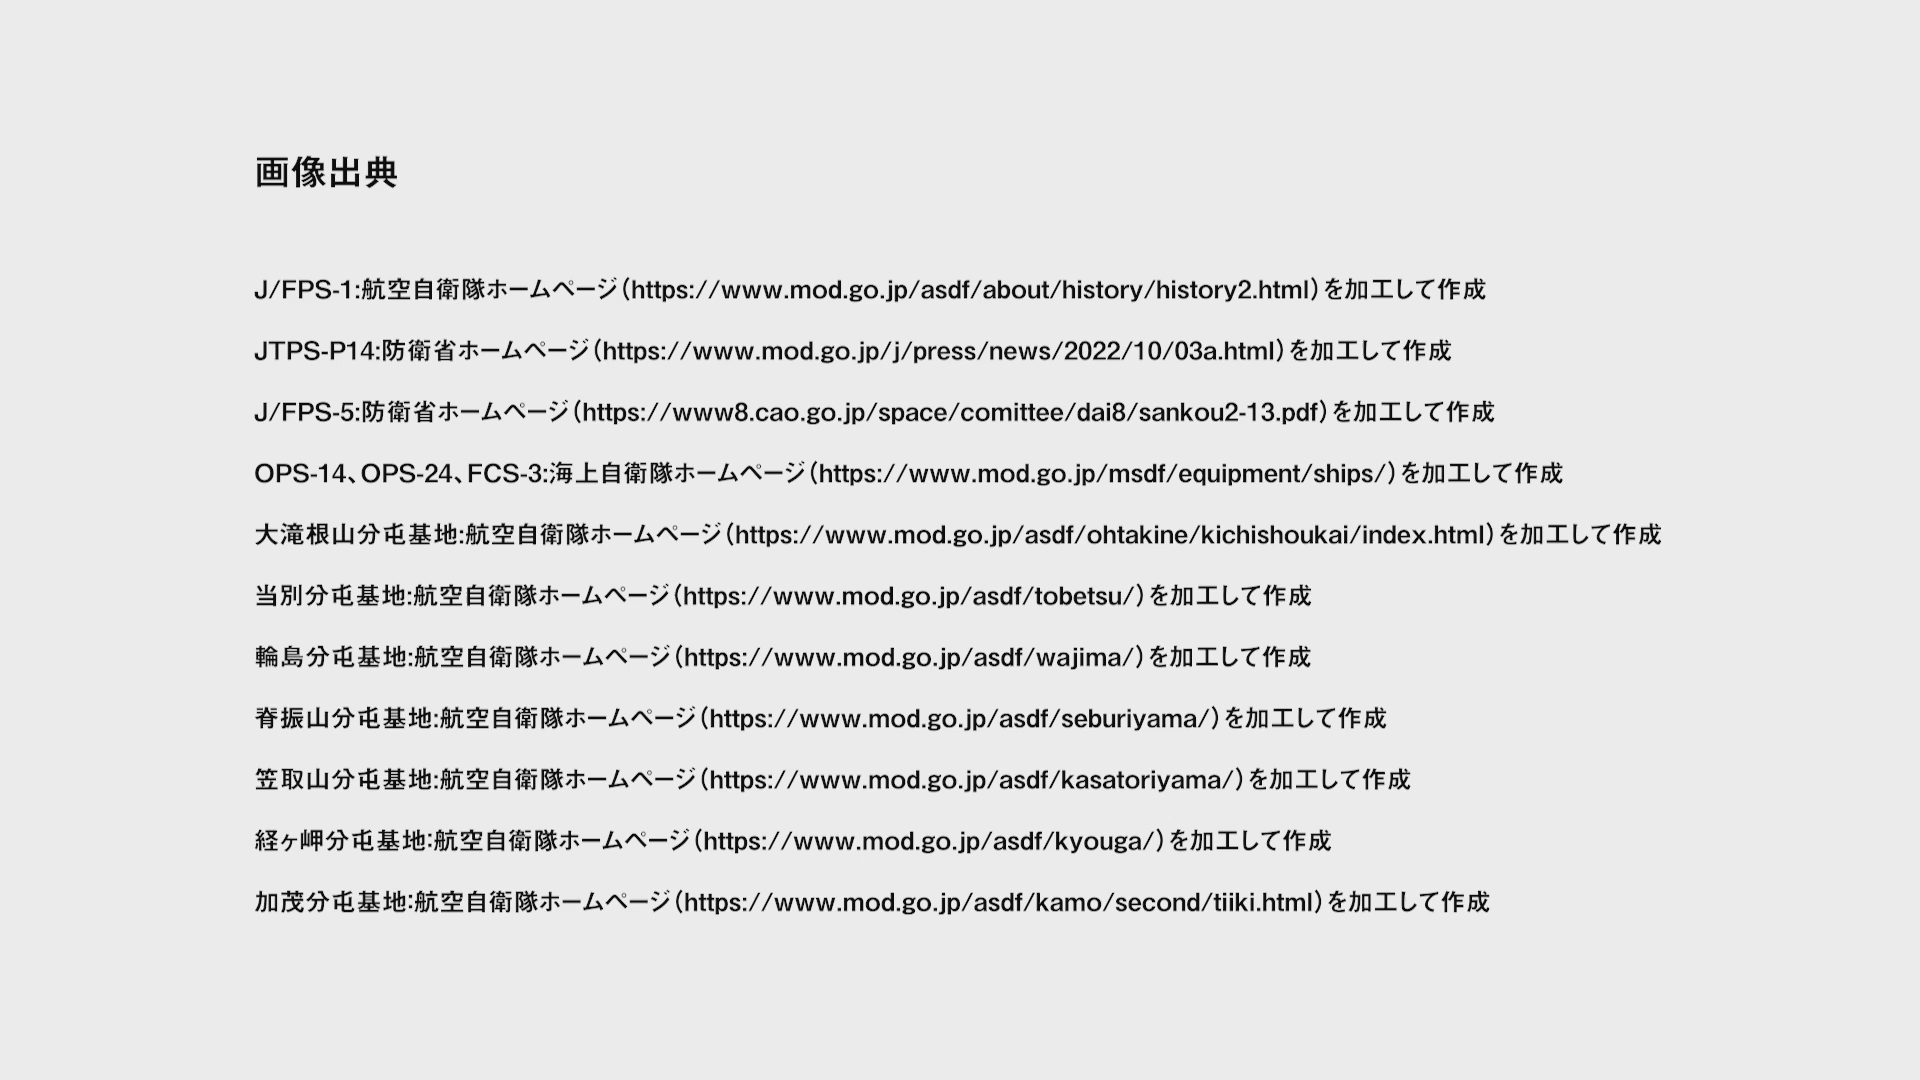 画像出典
J/FPS-1:航空自衛隊ホームページ(https://www.mod.go.jp/asdf/about/history/history2.html)を加工して作成
JTPS-P14:防衛省ホームページ(https://www.mod.go.jp/j/press/news/2022/10/03a.html)を加工して作成
J/FPS-5:防衛省ホームページ(https://www8.cao.go.jp/space/comittee/dai8/sankou2-13.pdf)を加工して作成
OPS-14、OPS-24、FCS-3:海上自衛隊ホームページ(https://www.mod.go.jp/msdf/equipment/ships/)を加工して作成
大滝根山分屯基地:航空自衛隊ホームページ(https://www.mod.go.jp/asdf/ohtakine/kichishoukai/index.html)を加工して作成
当別分屯基地:航空自衛隊ホームページ(https://www.mod.go.jp/asdf/tobetsu/)を加工して作成
輪島分屯基地:航空自衛隊ホームページ(https://www.mod.go.jp/asdf/wajima/)を加工して作成
脊振山分屯基地:航空自衛隊ホームページ(https://www.mod.go.jp/asdf/seburiyama/)を加工して作成
笠取山分屯基地:航空自衛隊ホームページ(https://www.mod.go.jp/asdf/kasatoriyama/)を加工して作成
経ヶ岬分屯基地:航空自衛隊ホームページ(https://www.mod.go.jp/asdf/kyouga/)を加工して作成
加茂分屯基地:航空自衛隊ホームページ(https://www.mod.go.jp/asdf/kamo/second/tiiki.html)を加工して作成